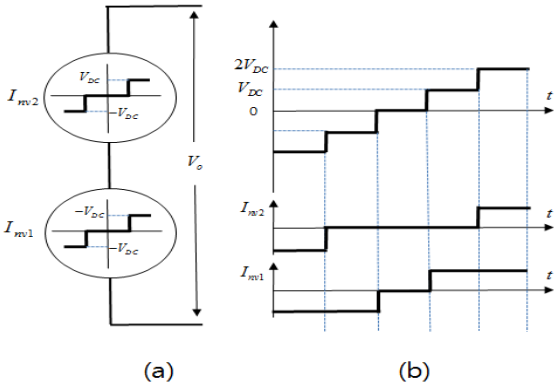 V_DC
I_nv2
−V_DC
V_o
−V_DC
I_nv1
−V_DC
(a)
2V_DC
V_DC
t
0
I_nv2
t
I_nv1
t
(b)